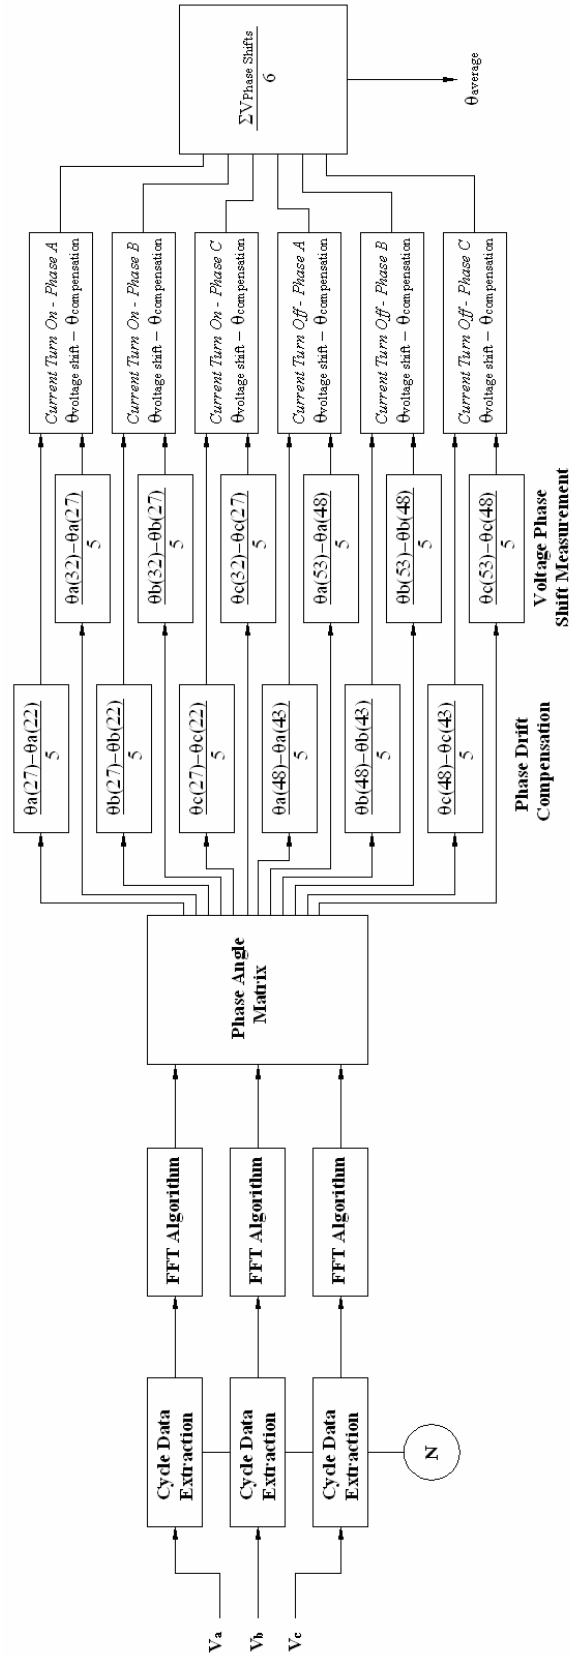 Va
Vb
Vc
Cycle Data
Extraction
Cycle Data
Extraction
Cycle Data
Extraction
N
FFT Algorithm
FFT Algorithm
FFT Algorithm
Phase Angle
Matrix
θa(27)−θa(22)
5
θb(27)−θb(22)
5
θc(27)−θc(22)
5
θa(48)−θa(43)
5
θb(48)−θb(43)
5
θc(48)−θc(43)
5
Phase Drift
Compensation
θa(32)−θa(27)
5
θb(32)−θb(27)
5
θc(32)−θc(27)
5
θa(53)−θa(48)
5
θb(53)−θb(48)
5
θc(53)−θc(48)
5
Voltage Phase
Shift Measurement
Current Turn On - Phase A
θvoltage shift − θcompensation
Current Turn On - Phase B
θvoltage shift − θcompensation
Current Turn On - Phase C
θvoltage shift − θcompensation
Current Turn Off - Phase A
θvoltage shift − θcompensation
Current Turn Off - Phase B
θvoltage shift − θcompensation
Current Turn Off - Phase C
θvoltage shift − θcompensation
ΣVPhase Shifts
6
θaverage